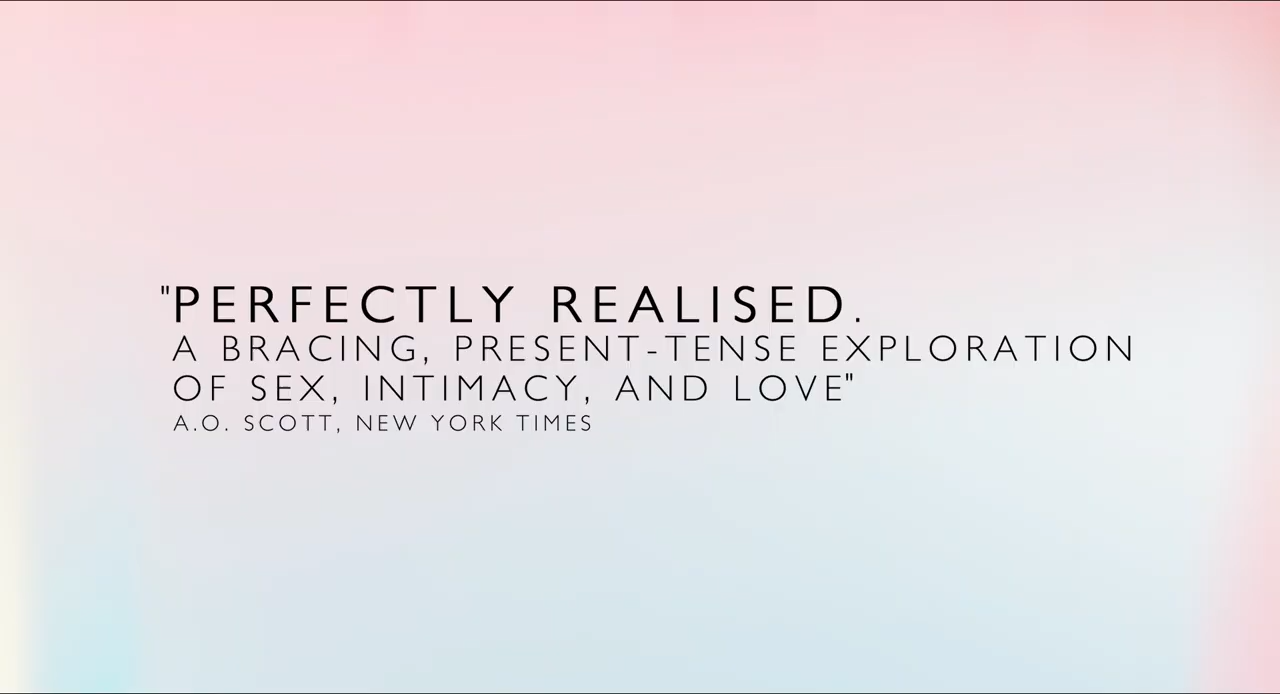 "PERFECTLY REALISED.
A BRACING, PRESENT-TENSE EXPLORATION
OF SEX, INTIMACY, AND LOVE"
A.O. SCOTT, NEW YORK TIMES